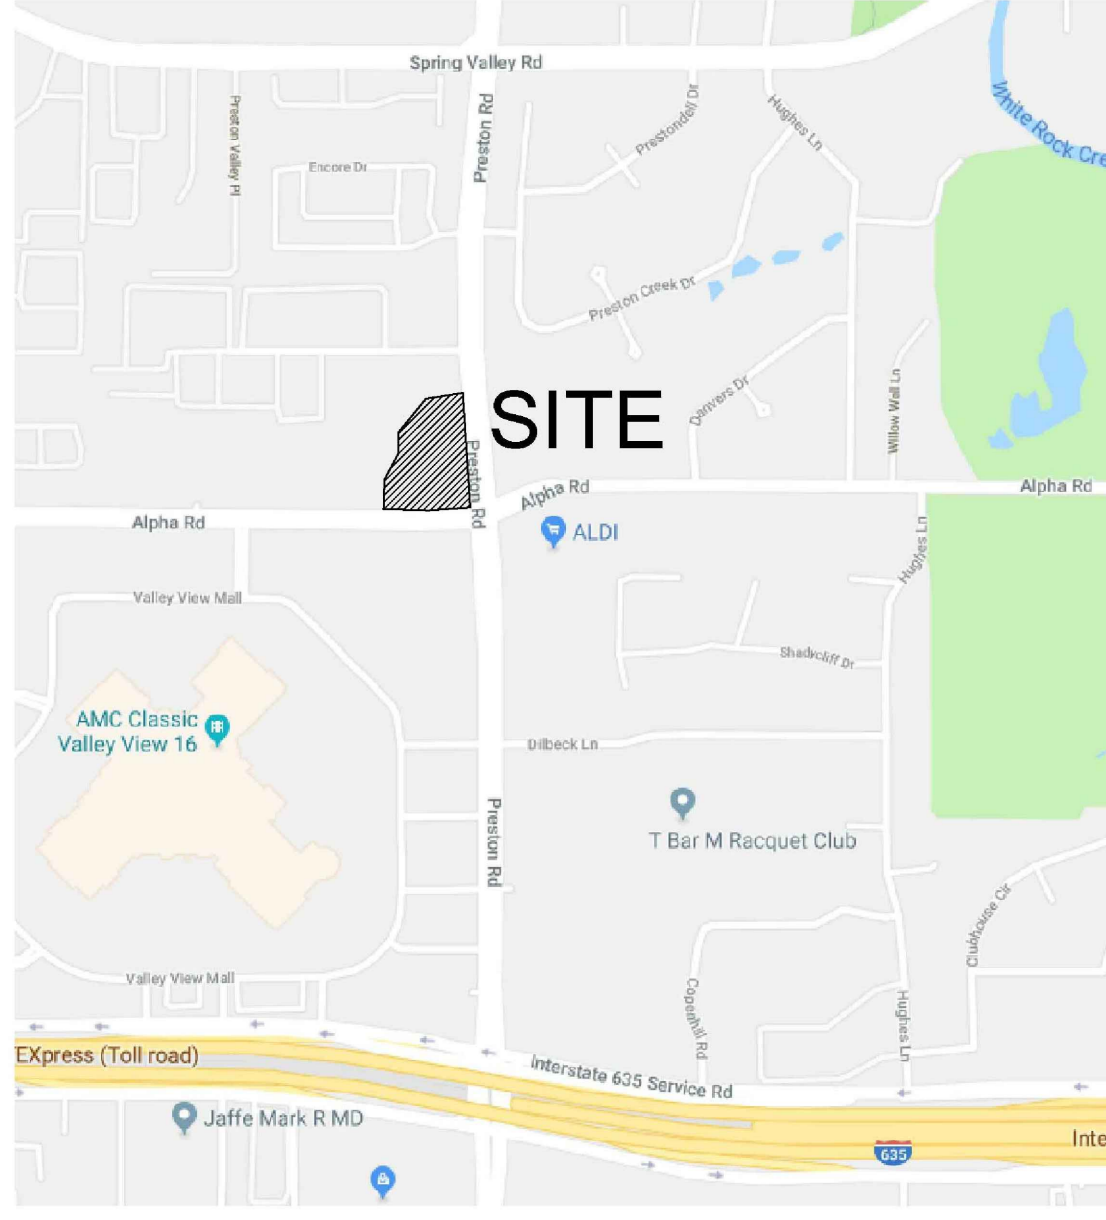 Spring Valley Rd
Preston Rd
Preston Valley Pl
Encore Dr
Prestondell Dr
Hughes Ln
White Rock Cre
Preston Creek Dr
Danvers Dr
Willow Wall Ln
SITE
Preston Rd
Alpha Rd
Alpha Rd
Alpha Rd
ALDI
Hughes Ln
Valley View Mall
Shadycliff Dr
AMC Classic
Valley View 16
Dilbeck Ln
Preston Rd
T Bar M Racquet Club
Clubhouse Cir
Valley View Mall
Copenhill Rd
Hughes Ln
EXpress (Toll road)
Interstate 635 Service Rd
Jaffe Mark R MD
635
Inte